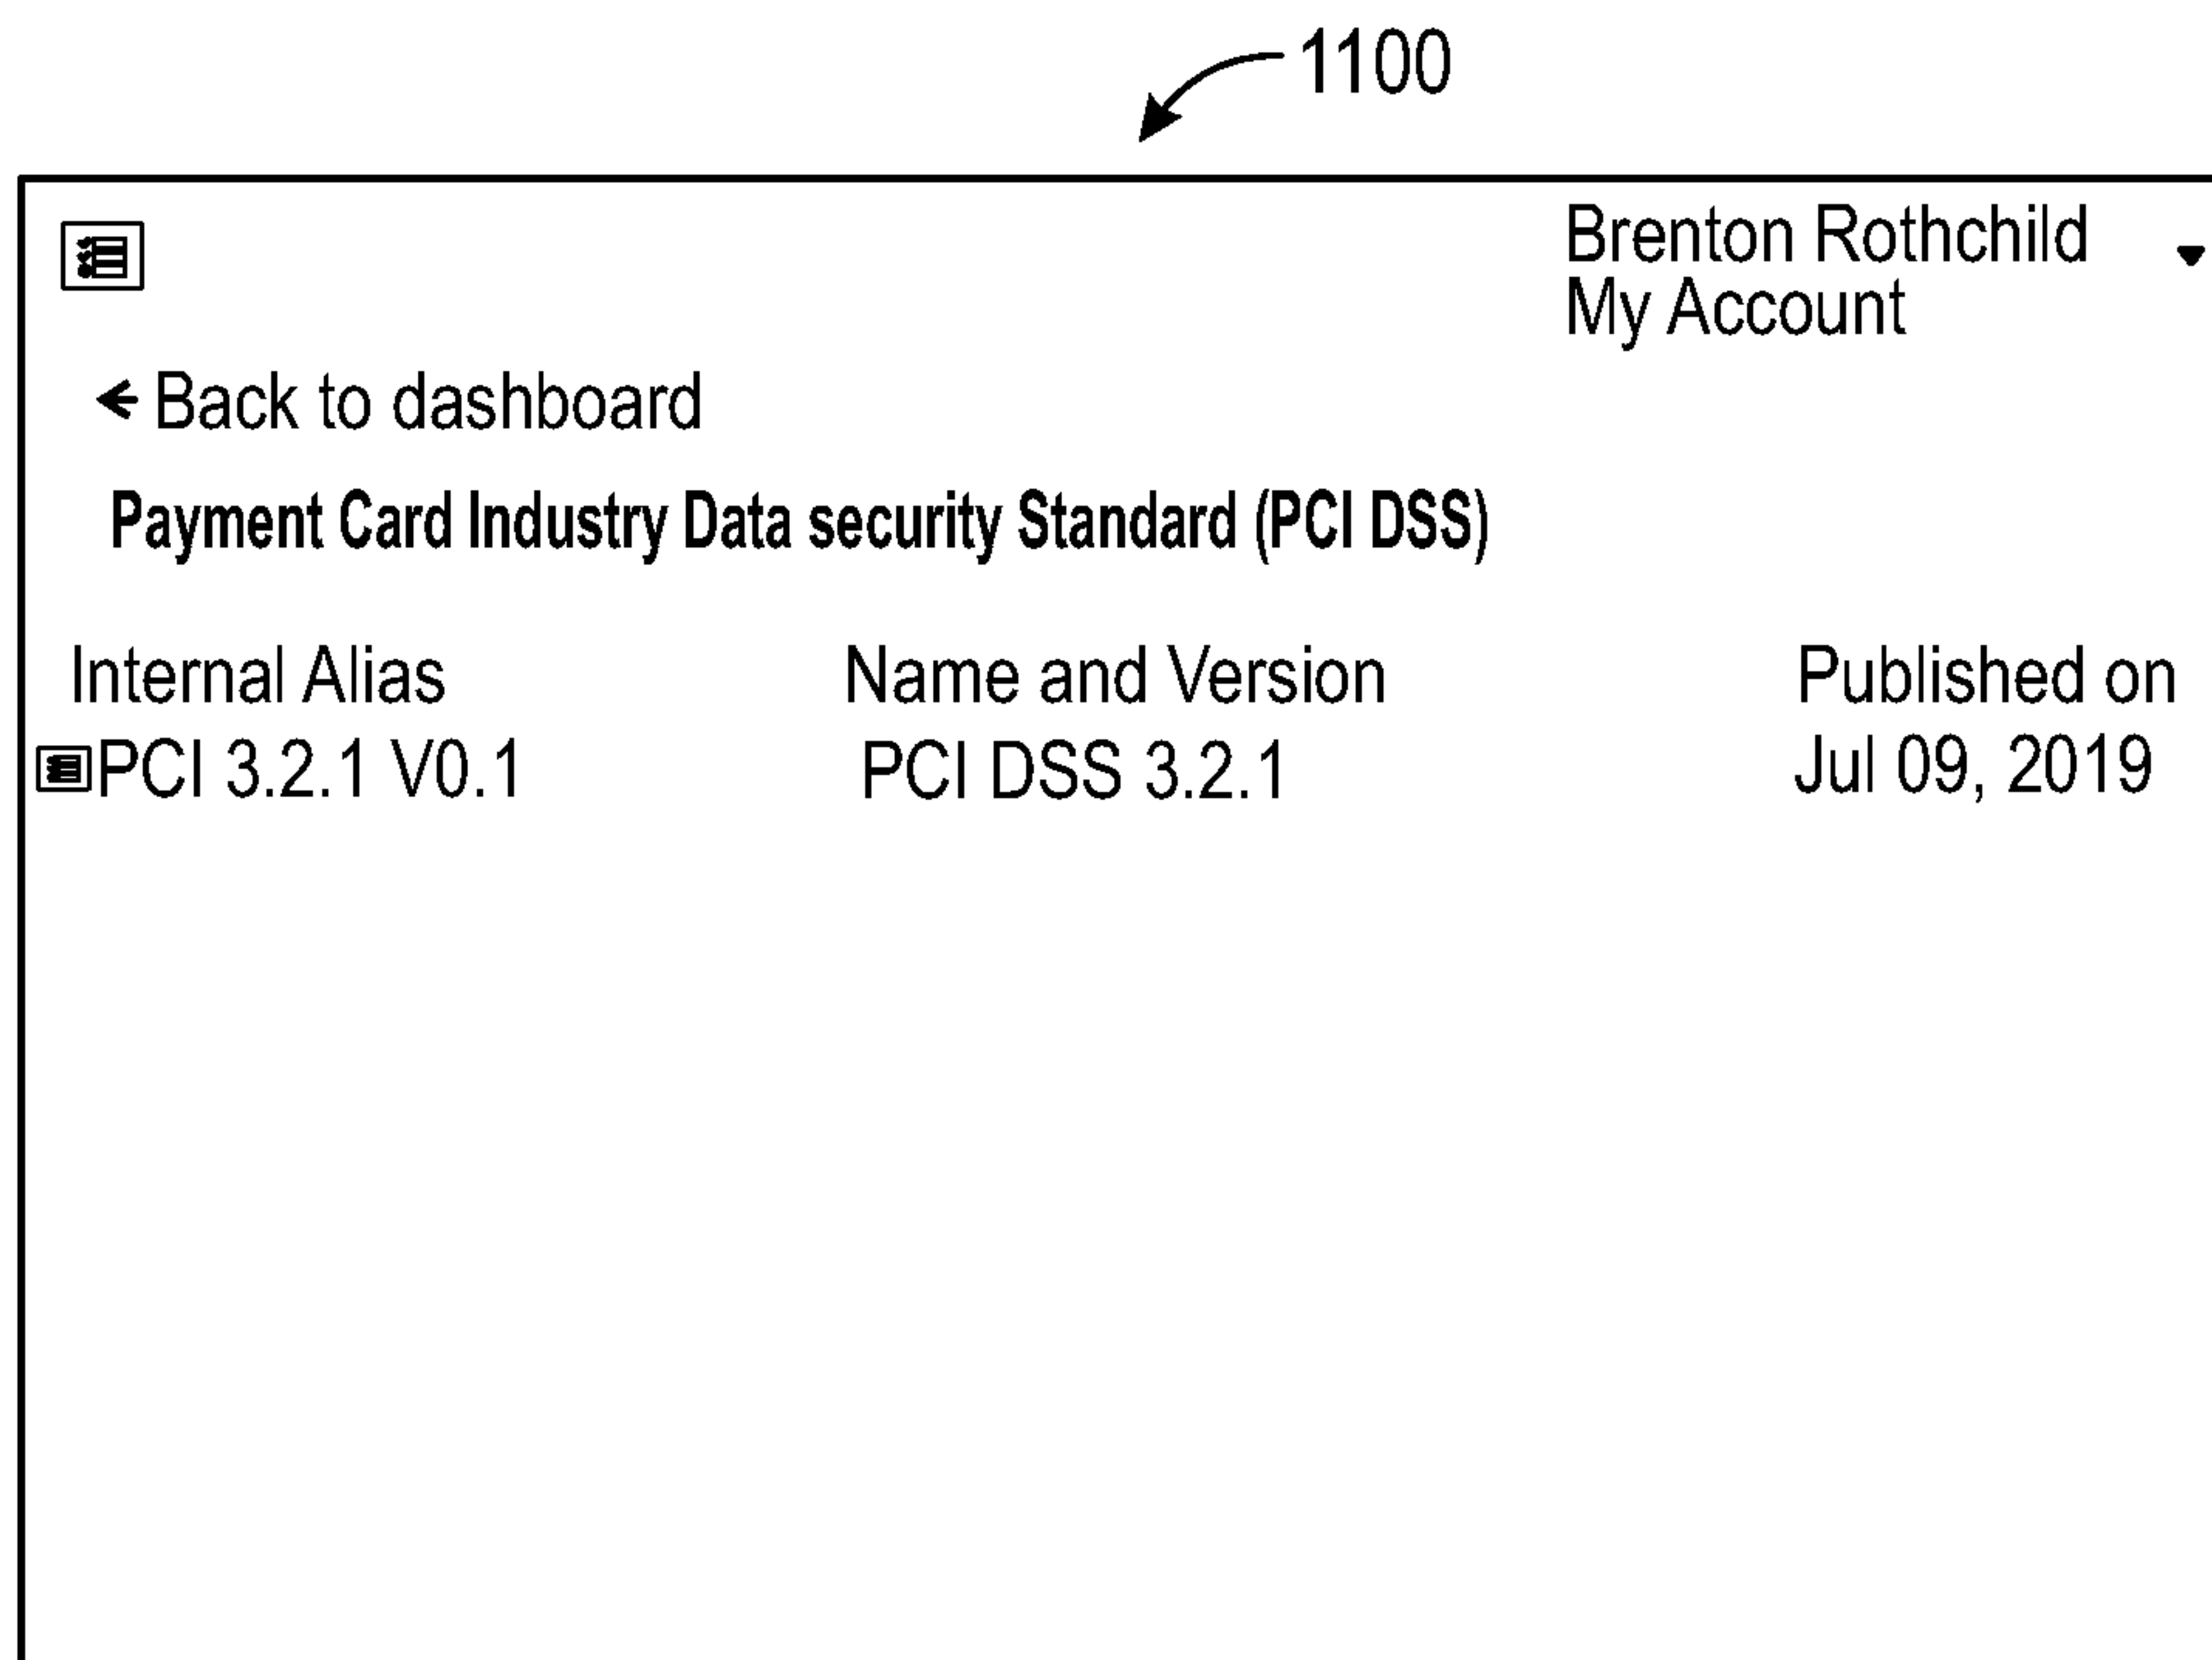 1100
Brenton Rothchild
My Account
Back to dashboard
Payment Card Industry Data security Standard (PCI DSS)
Internal Alias Name and Version Published on
PCI 3.2.1 V0.1 PCI DSS 3.2.1 Jul 09, 2019